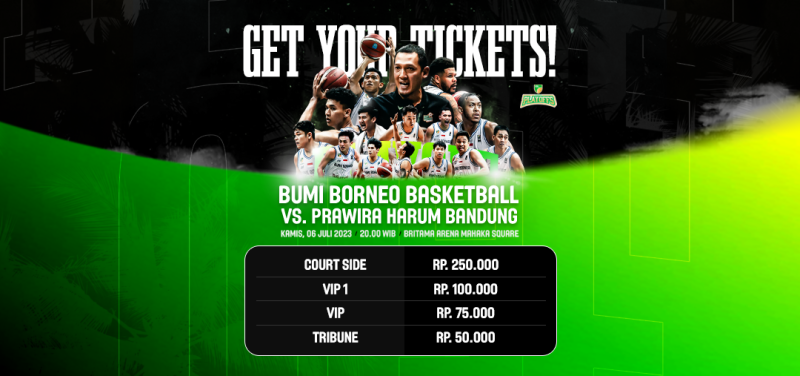 GET YOUR TICKETS!
PLAYOFFS
BUMI BORNEO BASKETBALL
VS. PRAWIRA HARUM BANDUNG
KAMIS, 06 JULI 2023 / 20.00 WIB / BRITAMA ARENA MAHAKA SQUARE
COURT SIDE RP. 250.000
VIP 1 RP. 100.000
VIP RP. 75.000
TRIBUNE RP. 50.000